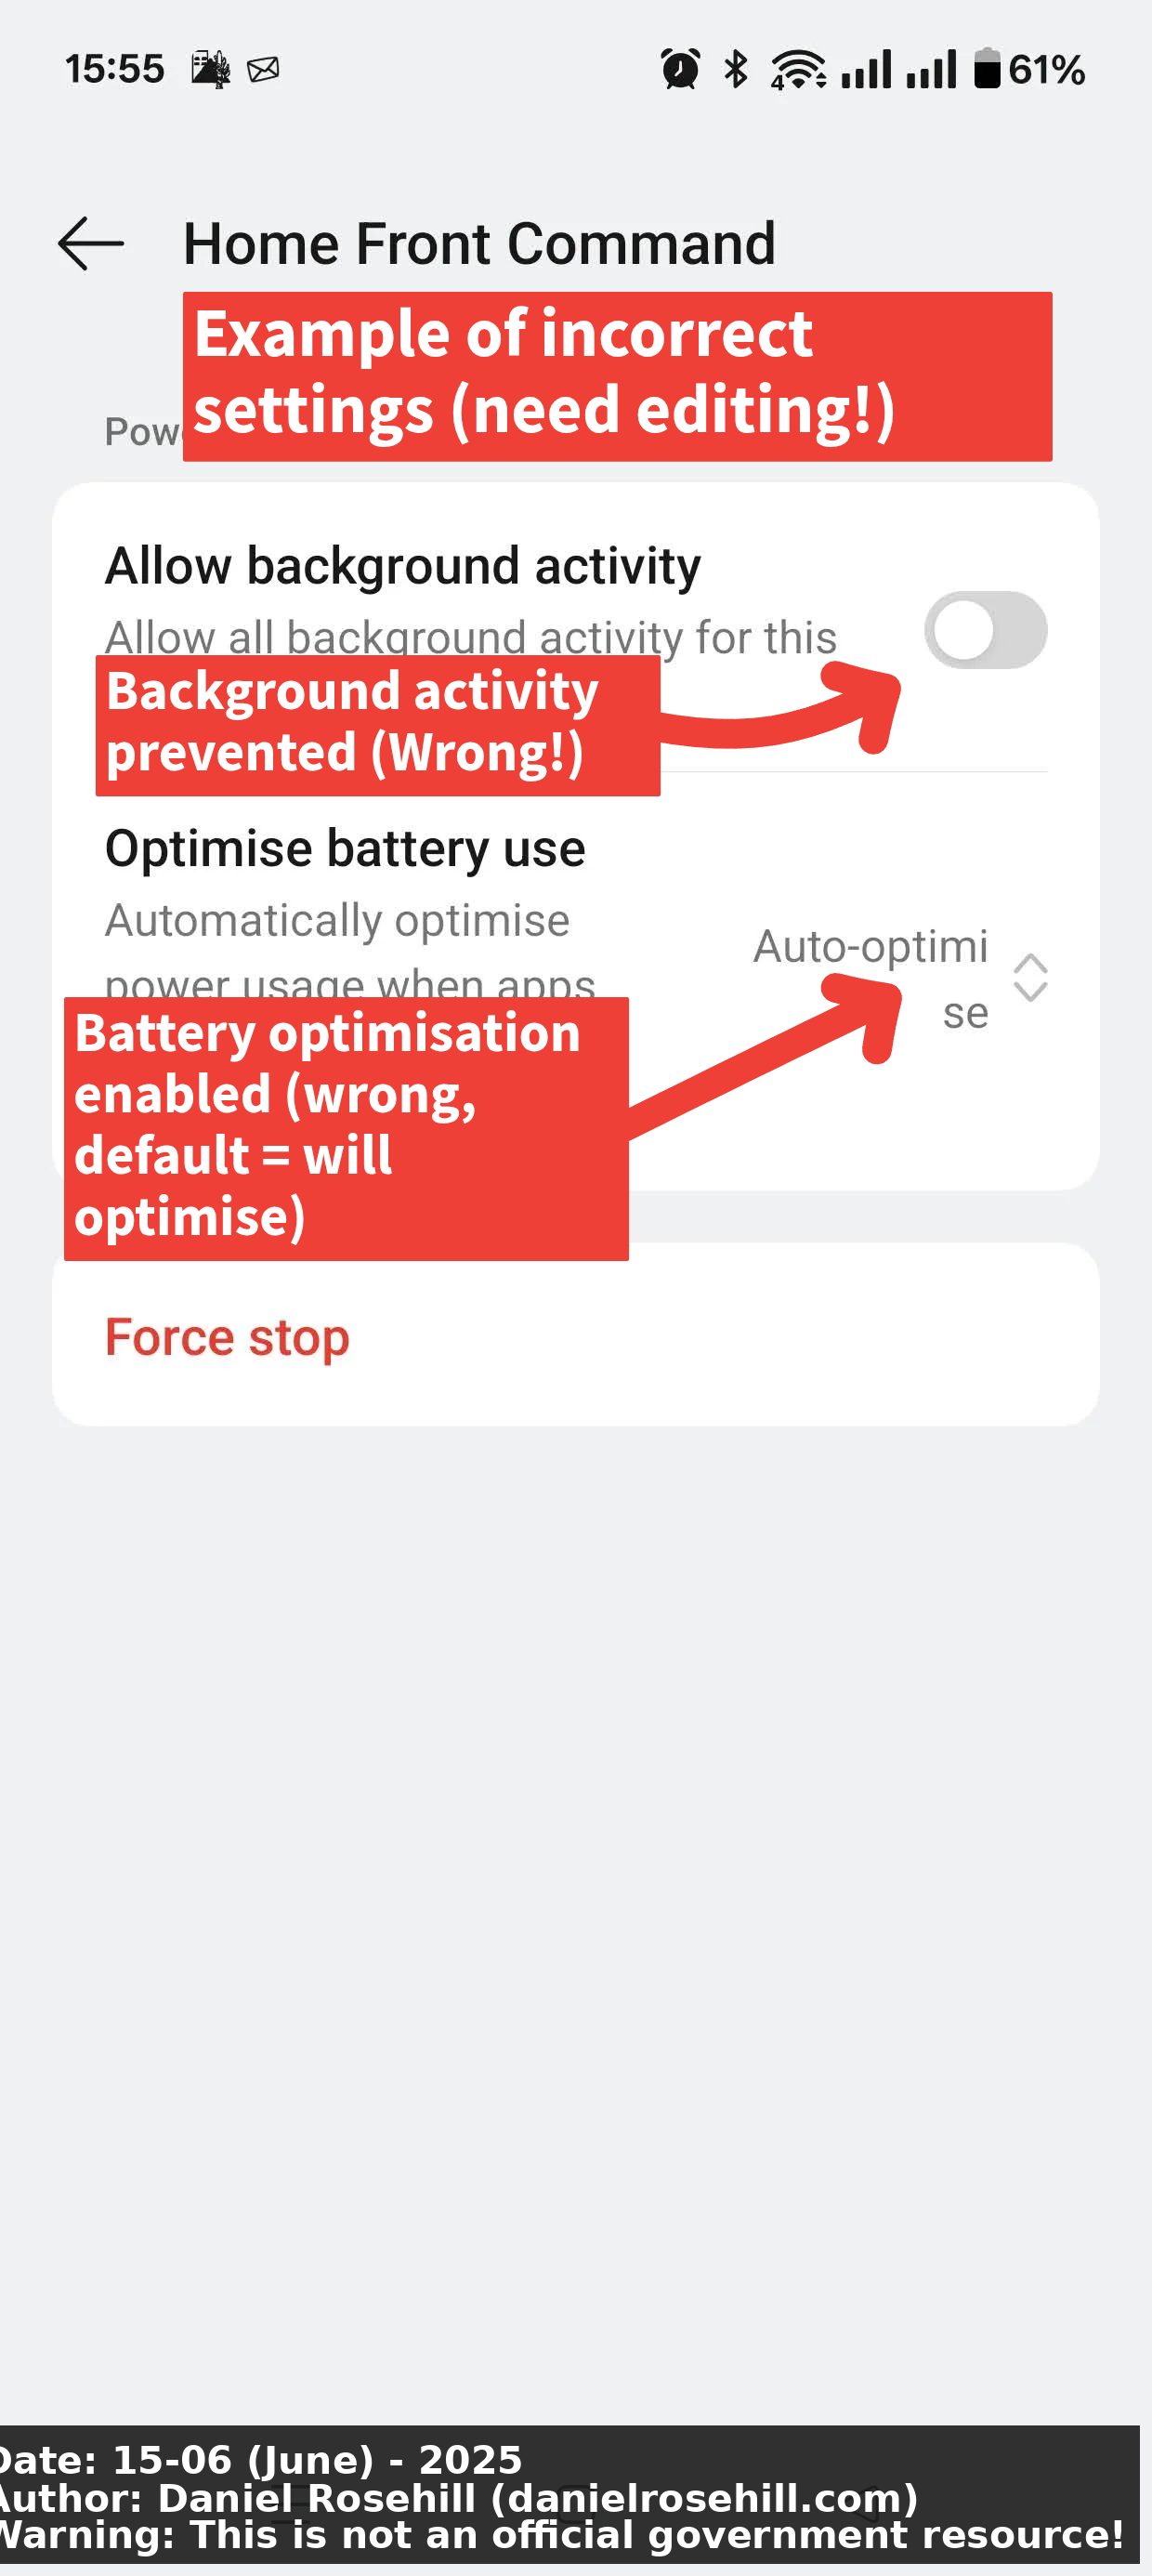 15:55
4
61%
Home Front Command
Example of incorrect
settings (need editing!)
Allow background activity
Allow all background activity for this
Background activity
prevented (Wrong!)
Optimise battery use
Automatically optimise
power usage when apps
Auto-optimi
se
Battery optimisation
enabled (wrong,
default = will
optimise)
Force stop
Date: 15-06 (June) - 2025
Author: Daniel Rosehill (danielrosehill.com)
Warning: This is not an official government resource!